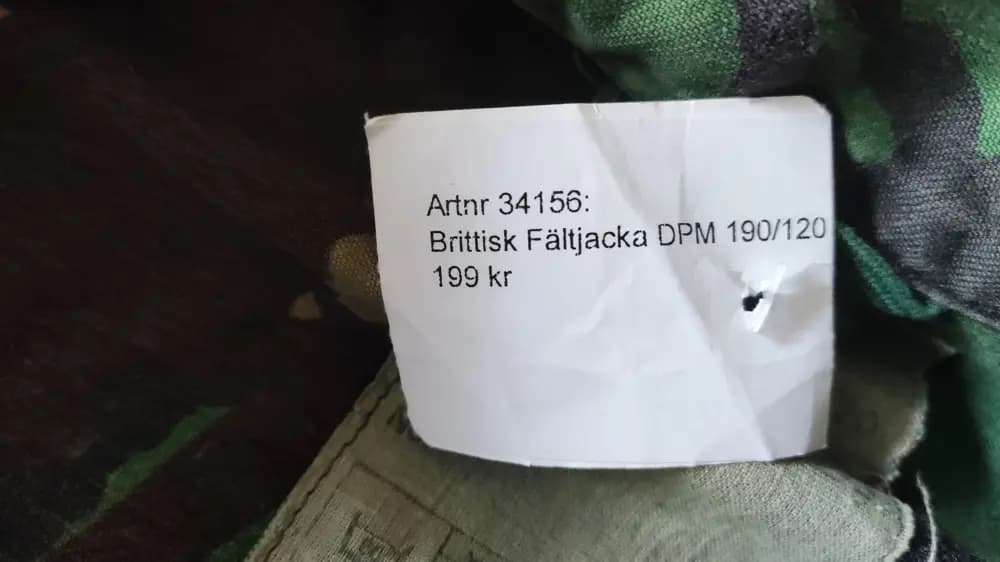 Artnr 34156:
Brittisk Fältjacka DPM 190/120
199 kr